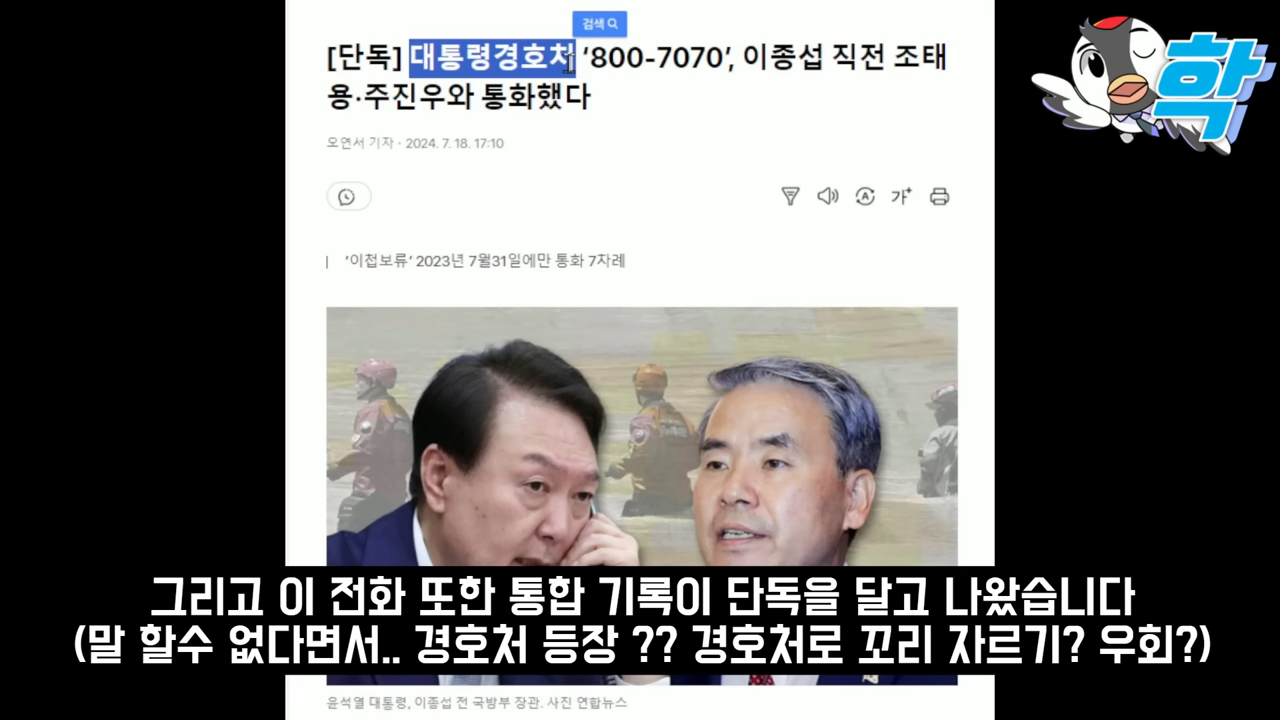 검색
[단독] 대통령경호처 ‘800-7070’, 이종섭 직전 조태
용·주진우와 통화했다
학
오연서 기자 · 2024. 7. 18. 17:10
가+
‘이첩보류’ 2023년 7월31일에만 통화 7차례
그리고 이 전화 또한 통합 기록이 단독을 달고 나왔습니다
(말 할수 없다면서.. 경호처 등장 ?? 경호처로 꼬리 자르기? 우회?)
윤석열 대통령, 이종섭 전 국방부 장관. 사진 연합뉴스